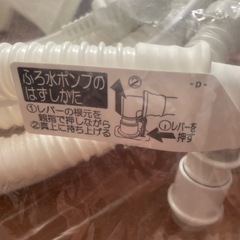 ふろ水ポンプの
はずしかた
①レバーの根元を
親指で押しながら
②真上に持ち上げる
②
①レバーを
押す
-D-